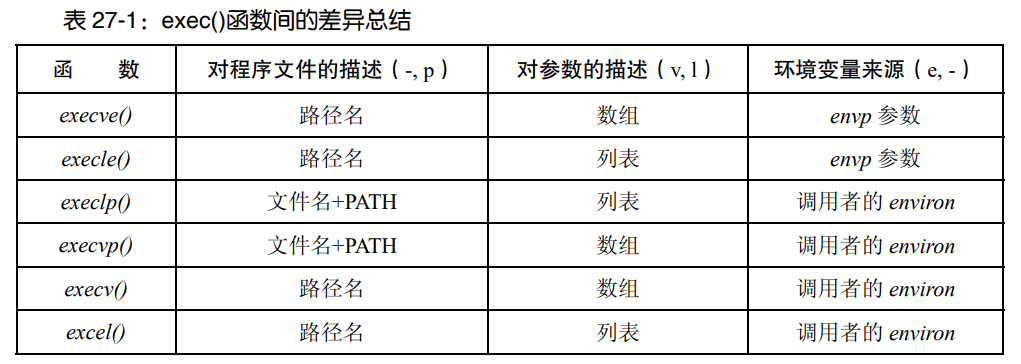 表 27-1：exec()函数间的差异总结
函 数 对程序文件的描述（-, p） 对参数的描述（v, l） 环境变量来源（e, -）
execve() 路径名 数组 envp 参数
execle() 路径名 列表 envp 参数
execlp() 文件名+PATH 列表 调用者的 environ
execvp() 文件名+PATH 数组 调用者的 environ
execv() 路径名 数组 调用者的 environ
excel() 路径名 列表 调用者的 environ